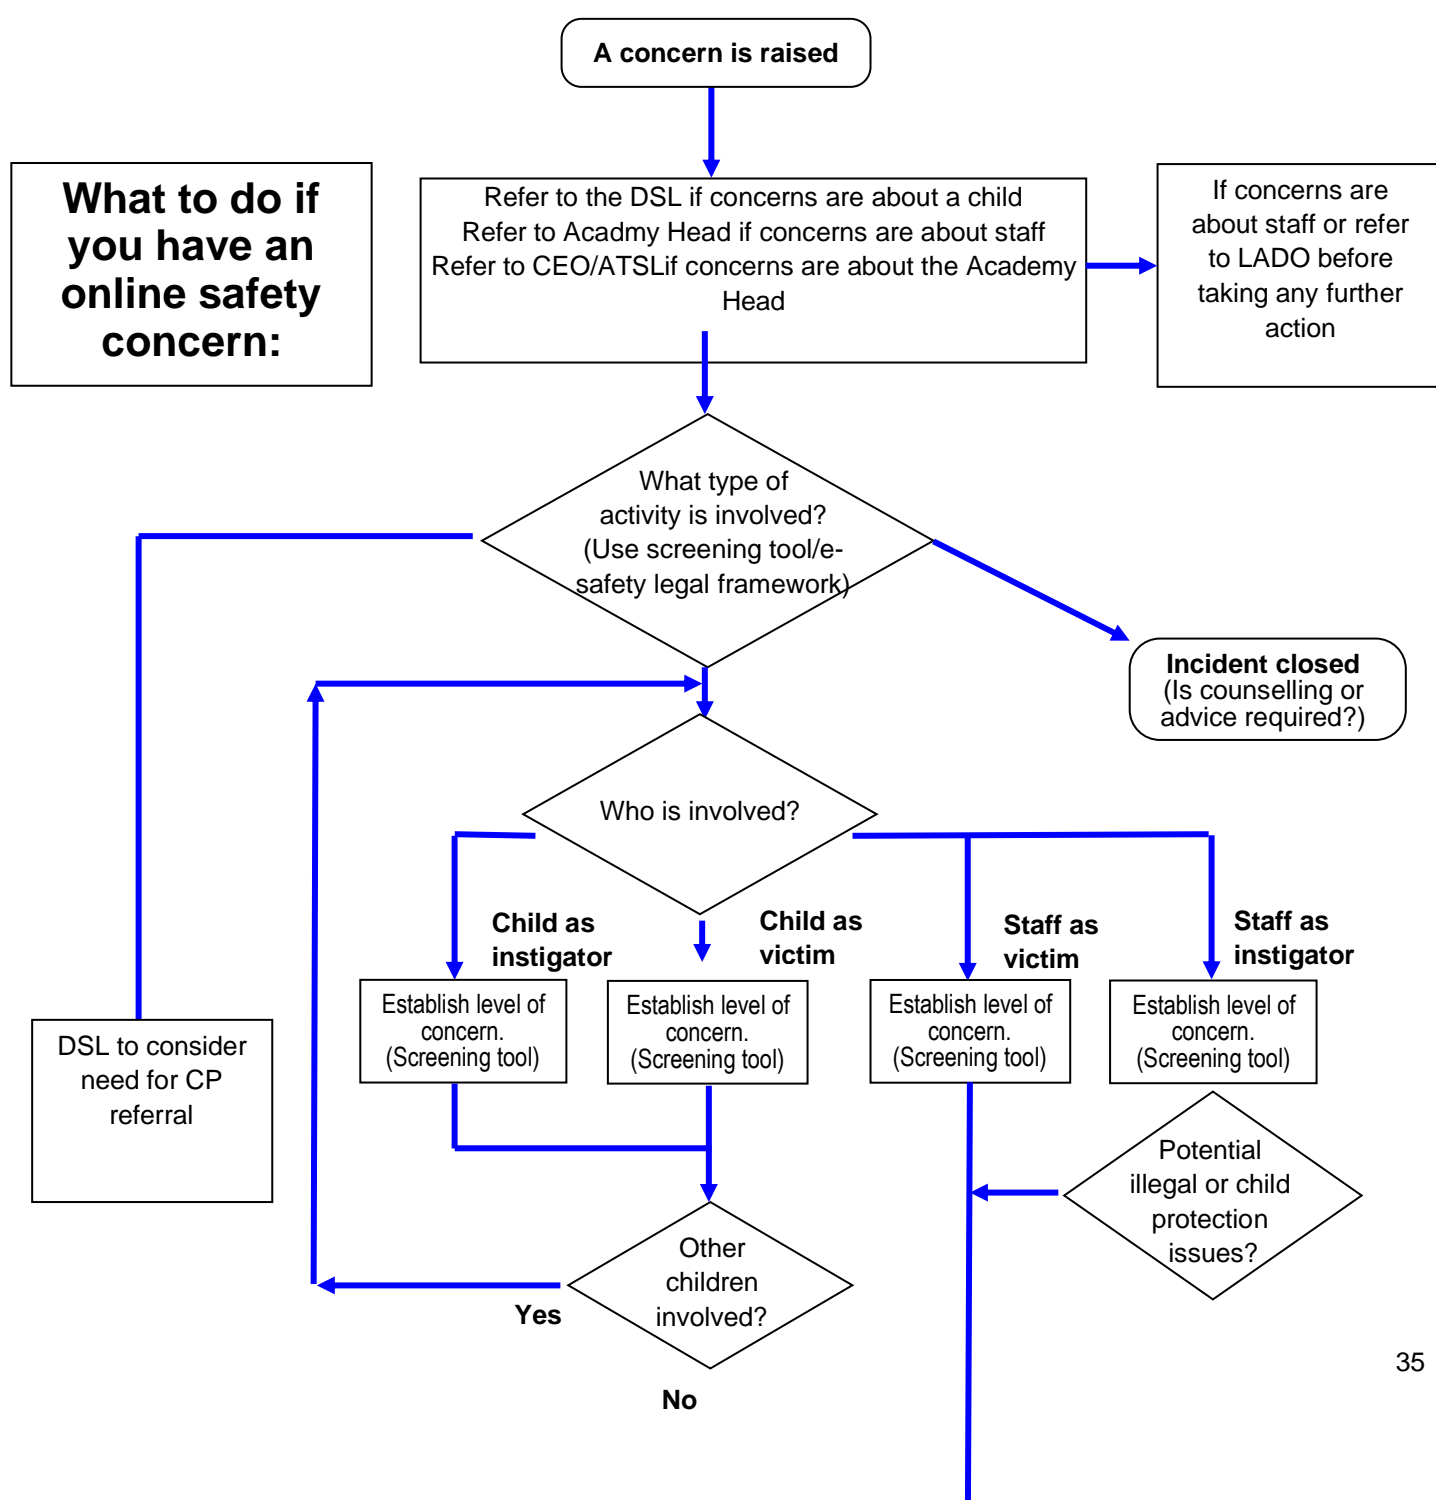 A concern is raised
What to do if
you have an
online safety
concern:
Refer to the DSL if concerns are about a child
Refer to Acadmy Head if concerns are about staff
Refer to CEO/ATSLif concerns are about the Academy
Head
If concerns are
about staff or refer
to LADO before
taking any further
action
What type of
activity is involved?
(Use screening tool/e-
safety legal framework)
Incident closed
(Is counselling or
advice required?)
Who is involved?
Child as
instigator
Child as
victim
Staff as
victim
Staff as
instigator
Establish level of
concern.
(Screening tool)
Establish level of
concern.
(Screening tool)
Establish level of
concern.
(Screening tool)
Establish level of
concern.
(Screening tool)
DSL to consider
need for CP
referral
Potential
illegal or child
protection
issues?
Other
children
involved?
Yes
No
35